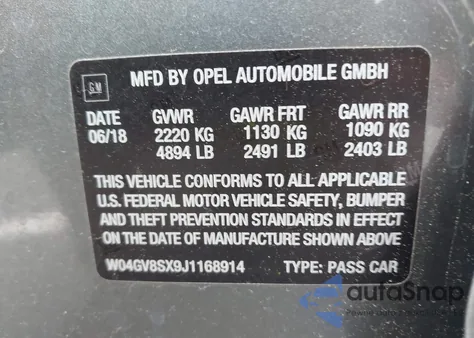 GM
MFD BY OPEL AUTOMOBILE GMBH
DATE GVWR GAWR FRT GAWR RR
06/18 2220 KG 1130 KG 1090 KG
4894 LB 2491 LB 2403 LB
THIS VEHICLE CONFORMS TO ALL APPLICABLE
U.S. FEDERAL MOTOR VEHICLE SAFETY, BUMPER
AND THEFT PREVENTION STANDARDS IN EFFECT
ON THE DATE OF MANUFACTURE SHOWN ABOVE
W04GV8SX9J1168914 TYPE: PASS CAR
autoSnap